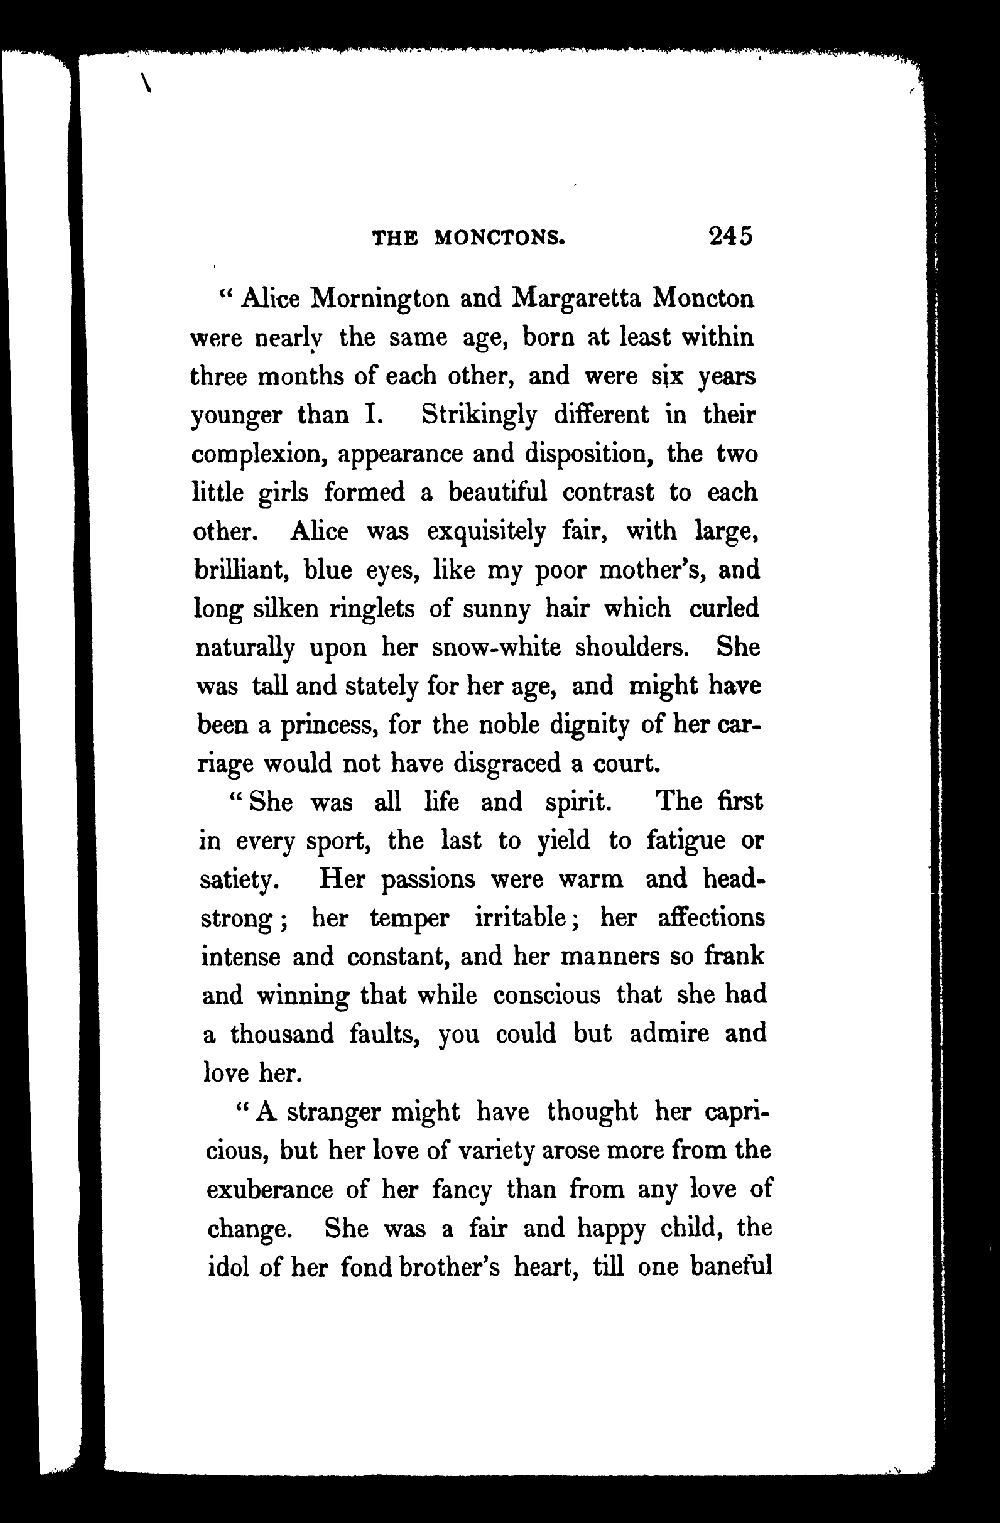 THE MONCTONS. 245
“ Alice Mornington and Margaretta Moncton
were nearly the same age, born at least within
three months of each other, and were six years
younger than I. Strikingly different in their
complexion, appearance and disposition, the two
little girls formed a beautiful contrast to each
other. Alice was exquisitely fair, with large,
brilliant, blue eyes, like my poor mother’s, and
long silken ringlets of sunny hair which curled
naturally upon her snow-white shoulders. She
was tall and stately for her age, and might have
been a princess, for the noble dignity of her car-
riage would not have disgraced a court.
“ She was all life and spirit. The first
in every sport, the last to yield to fatigue or
satiety. Her passions were warm and head-
strong ; her temper irritable ; her affections
intense and constant, and her manners so frank
and winning that while conscious that she had
a thousand faults, you could but admire and
love her.
“ A stranger might have thought her capri-
cious, but her love of variety arose more from the
exuberance of her fancy than from any love of
change. She was a fair and happy child, the
idol of her fond brother’s heart, till one baneful